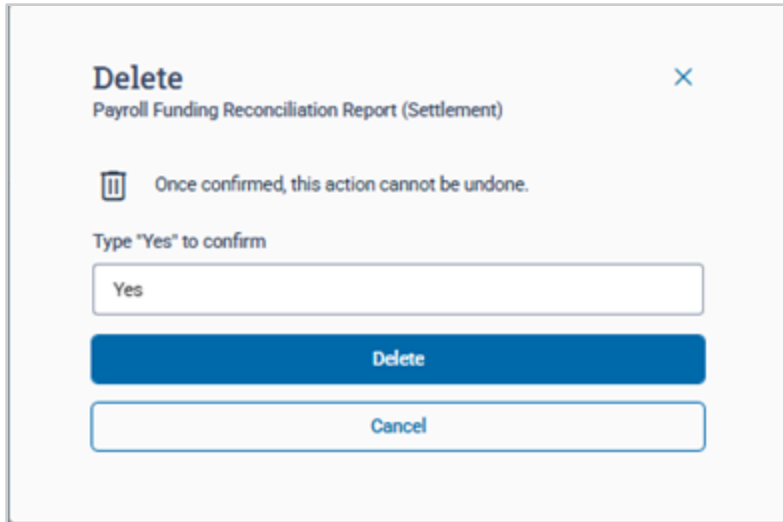 Delete
Payroll Funding Reconciliation Report (Settlement)
Once confirmed, this action cannot be undone.
Type "Yes" to confirm
Yes
Delete
Cancel